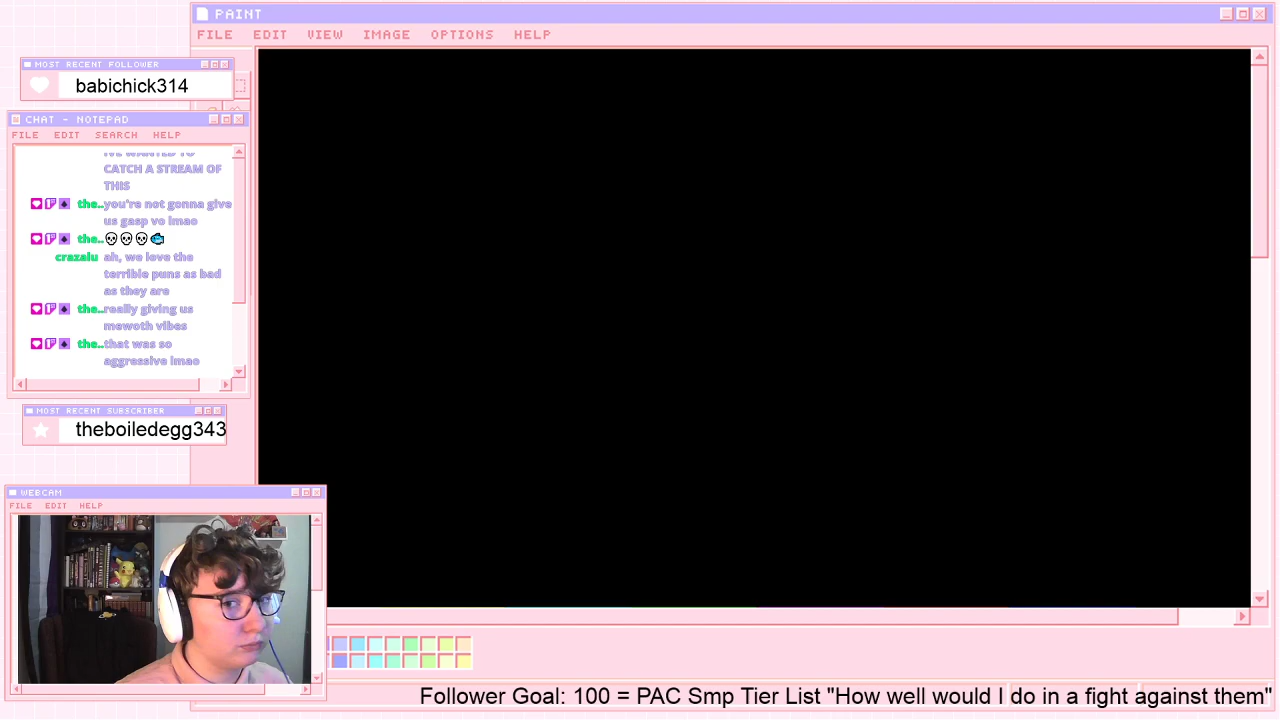 PAINT
FILE EDIT VIEW IMAGE OPTIONS HELP
MOST RECENT FOLLOWER
babichick314
CHAT - NOTEPAD
FILE EDIT SEARCH HELP
I'VE WANTED TO
CATCH A STREAM OF
THIS
the..you're not gonna give
us gasp vo lmao
the..
crazalu ah, we love the
terrible puns as bad
as they are
the..really giving us
mewoth vibes
the..that was so
aggressive lmao
MOST RECENT SUBSCRIBER
theboiledegg343
WEBCAM
FILE EDIT HELP
Follower Goal: 100 = PAC Smp Tier List "How well would I do in a fight against them"